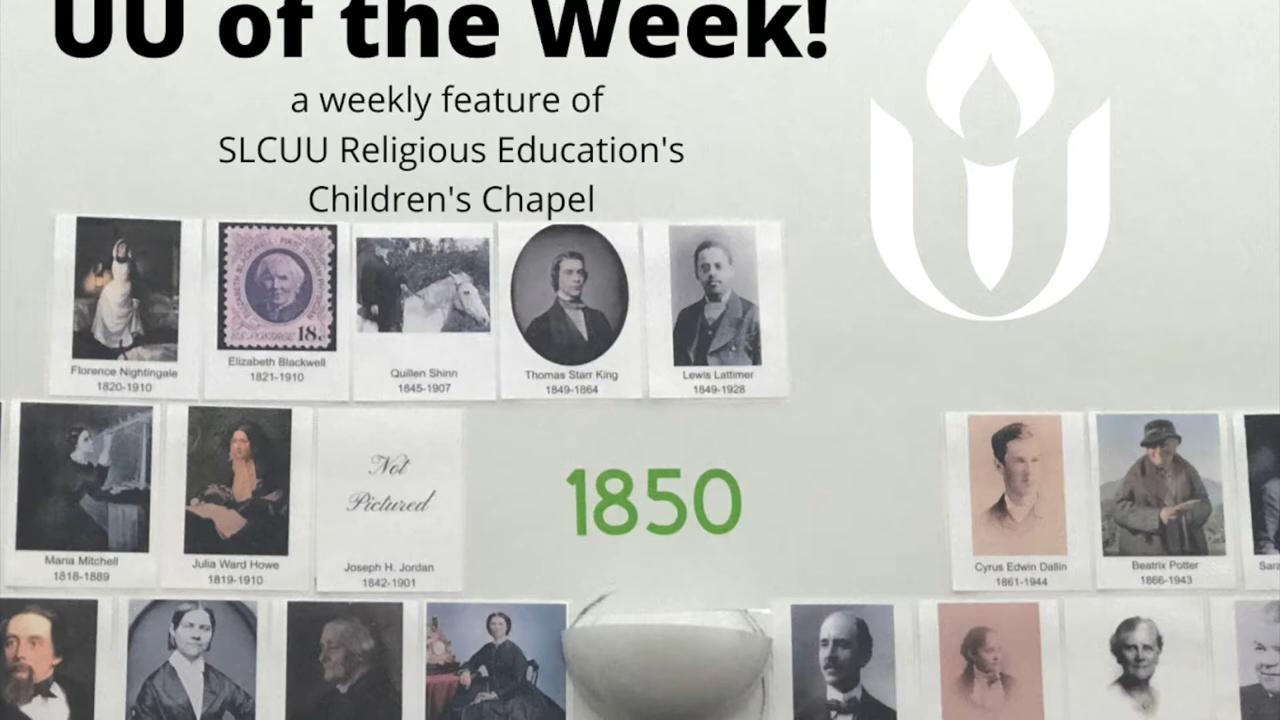 UU of the Week!
a weekly feature of
SLCUU Religious Education's
Children's Chapel
18c
Florence Nightingale
1820-1910
Elizabeth Blackwell
1821-1910
Quillen Shinn
1845-1907
Thomas Starr King
1849-1864
Lewis Lattimer
1849-1928
Not
Pictured
1850
Maria Mitchell
1818-1889
Julia Ward Howe
1819-1910
Joseph H. Jordan
1842-1901
Cyrus Edwin Dallin
1861-1944
Beatrix Potter
1866-1943